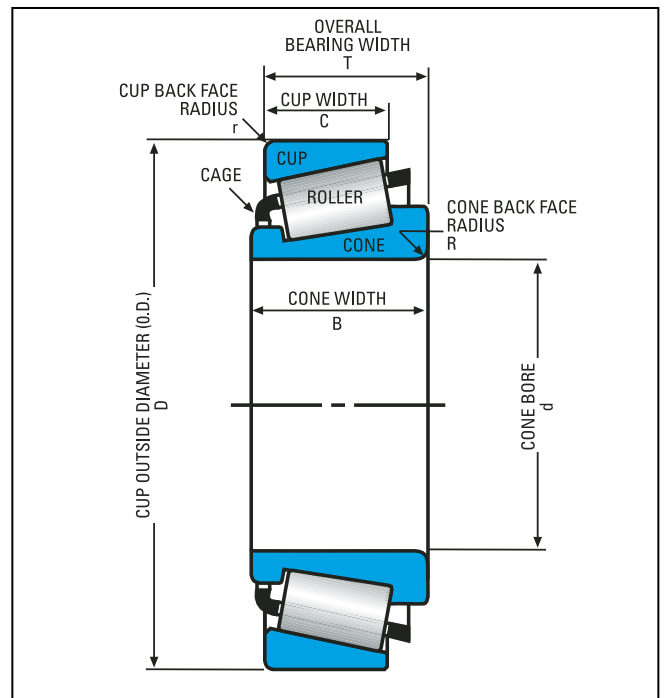 OVERALL
BEARING WIDTH
T
CUP BACK FACE
RADIUS
r
CUP WIDTH
C
CUP
CAGE
ROLLER
CONE BACK FACE
RADIUS
R
CONE
CONE WIDTH
B
CUP OUTSIDE DIAMETER (O.D.)
D
CONE BORE
d